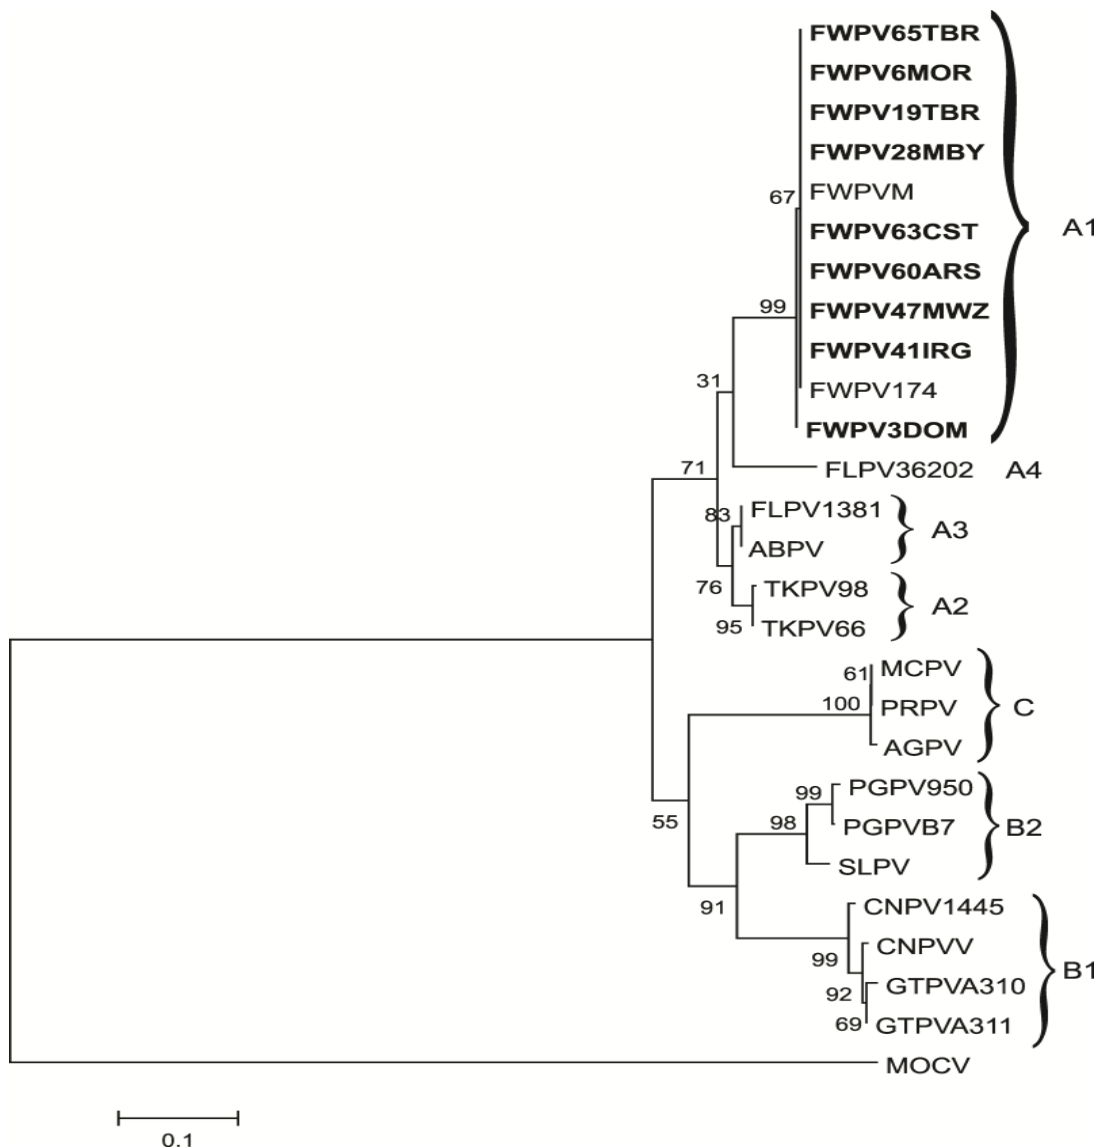 FWPV65TBR
FWPV6MOR
FWPV19TBR
FWPV28MBY
FWPVM
67
FWPV63CST
A1
FWPV60ARS
99
FWPV47MWZ
FWPV41IRG
31
FWPV174
FWPV3DOM
71
FLPV36202 A4
83
FLPV1381
A3
ABPV
76
TKPV98
A2
95
TKPV66
61
MCPV
100
PRPV
C
AGPV
99
PGPV950
55
98
PGPVB7
B2
SLPV
91
CNPV1445
99
CNPVV
B1
92
GTPVA310
69
GTPVA311
MOCV
0.1